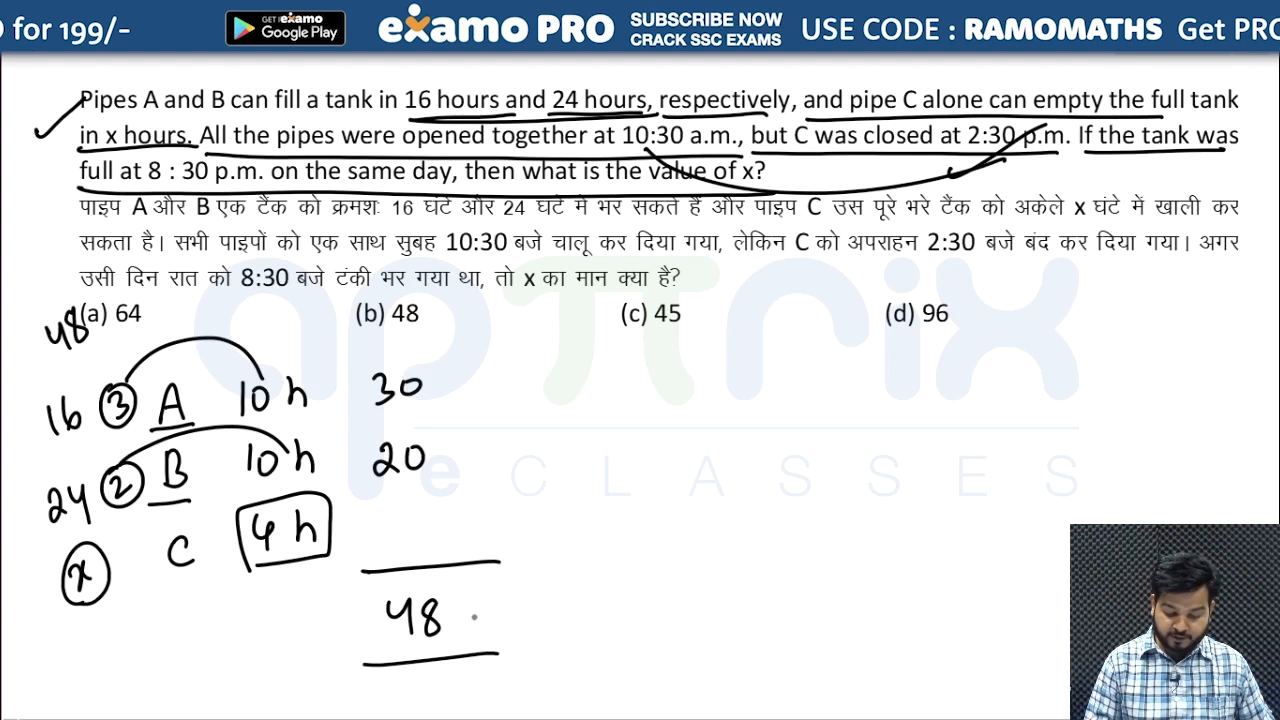 for 199/-
GET IT ON examo
Google Play
examo PRO
SUBSCRIBE NOW
CRACK SSC EXAMS
USE CODE : RAMOMATHS Get PRO
Pipes A and B can fill a tank in 16 hours and 24 hours, respectively, and pipe C alone can empty the full tank
in x hours. All the pipes were opened together at 10:30 a.m., but C was closed at 2:30 p.m. If the tank was
full at 8 : 30 p.m. on the same day, then what is the value of x?
पाइप A और B एक टैंक को क्रमशः 16 घंटे और 24 घंटे में भर सकते हैं और पाइप C उस पूरे भरे टैंक को अकेले x घंटे में खाली कर
सकता है। सभी पाइपों को एक साथ सुबह 10:30 बजे चालू कर दिया गया, लेकिन C को अपराहन 2:30 बजे बंद कर दिया गया। अगर
उसी दिन रात को 8:30 बजे टंकी भर गया था, तो x का मान क्या है?
(a) 64 (b) 48 (c) 45 (d) 96
48
16 3 A 10 h 30
24 2 B 10 h 20
x C 4 h
48
apπrix
e CLASSES